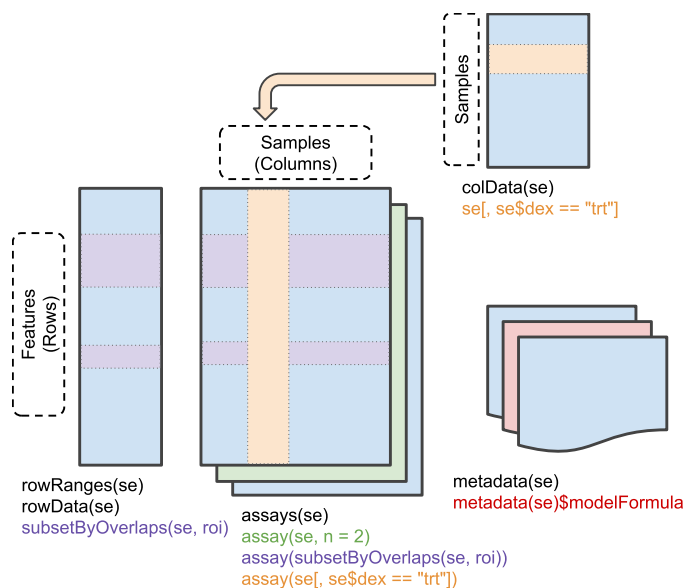 Samples
Samples
(Columns)
colData(se)
se[, se$dex == "trt"]
Features
(Rows)
rowRanges(se)
rowData(se)
subsetByOverlaps(se, roi)
assays(se)
assay(se, n = 2)
assay(subsetByOverlaps(se, roi))
assay(se[, se$dex == "trt"])
metadata(se)
metadata(se)$modelFormula